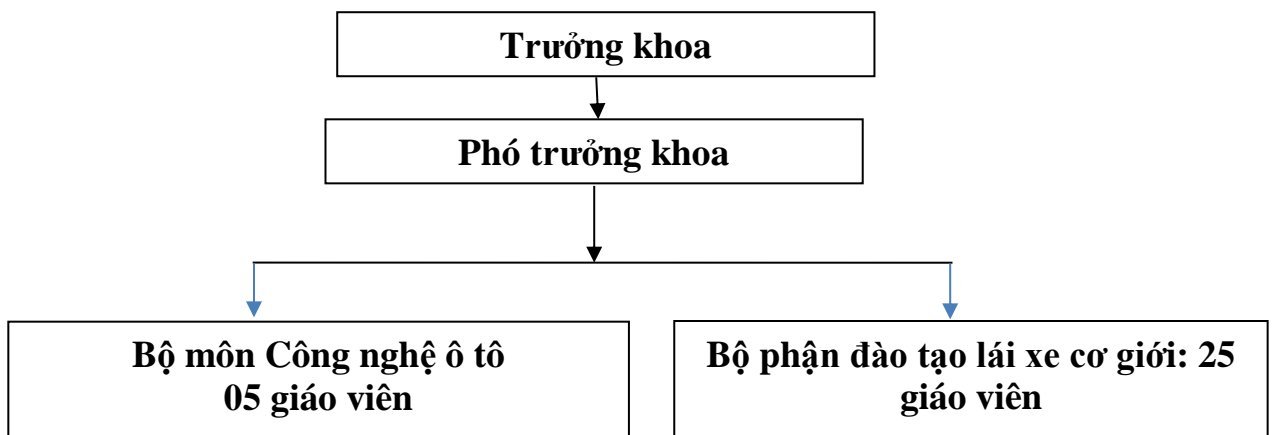 Trưởng khoa
Phó trưởng khoa
Bộ môn Công nghệ ô tô
05 giáo viên
Bộ phận đào tạo lái xe cơ giới: 25
giáo viên